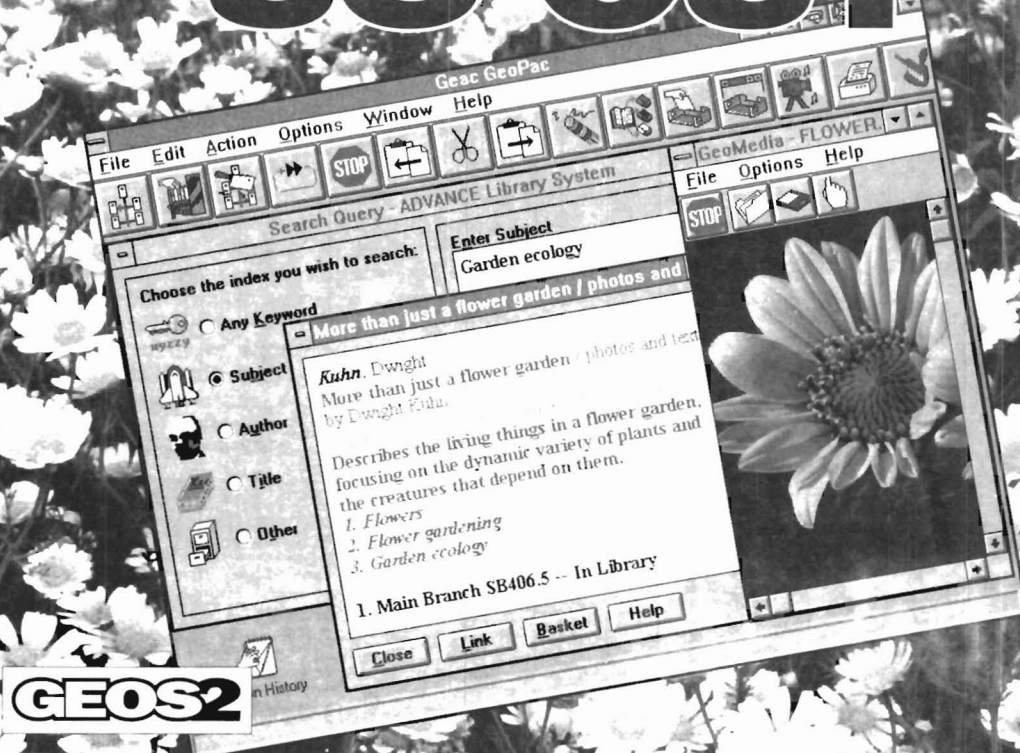 Geac GeoPac
File Edit Action Options Window Help
STOP
Search Query - ADVANCE Library System
Choose the index you wish to search:
Any Keyword
xyzzy
Subject
Author
Title
Other
Enter Subject
Garden ecology
More than just a flower garden / photos and
Kuhn, Dwight
More than just a flower garden / photos and text
by Dwight Kuhn.
Describes the living things in a flower garden,
focusing on the dynamic variety of plants and
the creatures that depend on them.
1. Flowers
2. Flower gardening
3. Garden ecology
1. Main Branch SB406.5 -- In Library
Close Link Basket Help
GeoMedia - FLOWER.
File Options Help
STOP
History
GEOS2